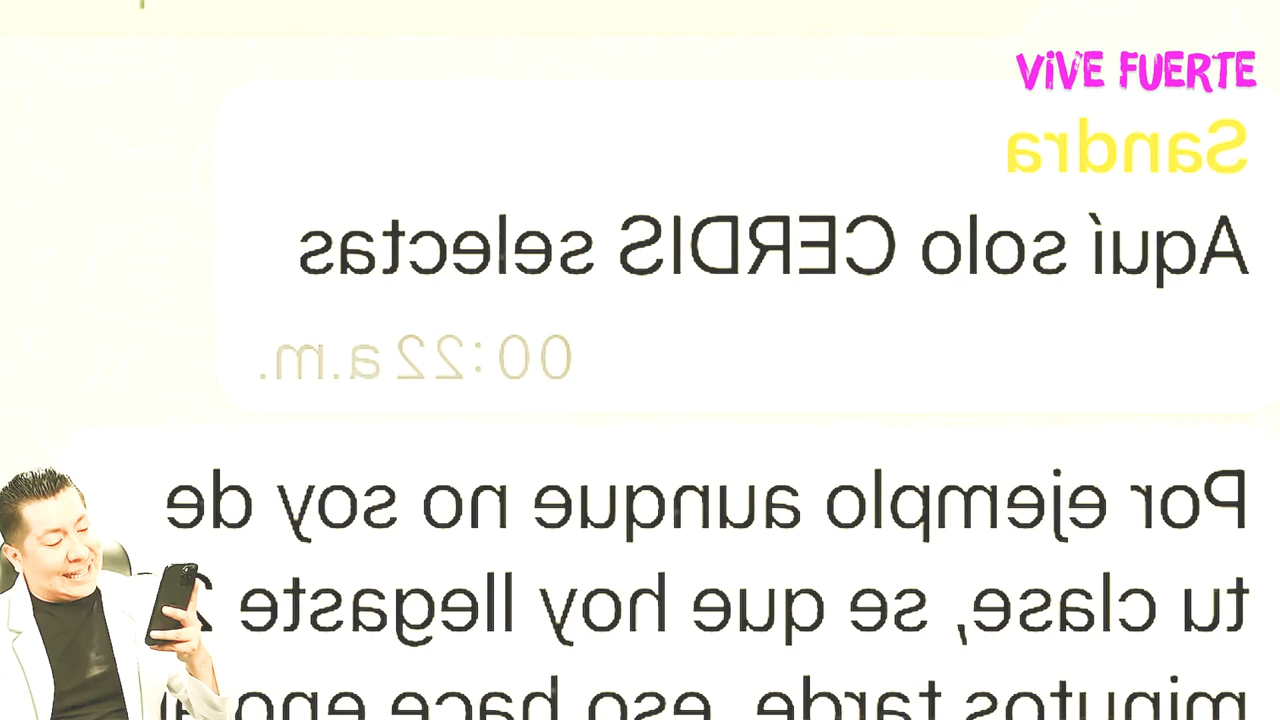 VIVE FUERTE
Sandra
Aquí solo CERDIS selectas
00:22 a.m.
Por ejemplo aunque no soy de
tu clase, se que hoy llegaste 2
minutos tarde, eso hace